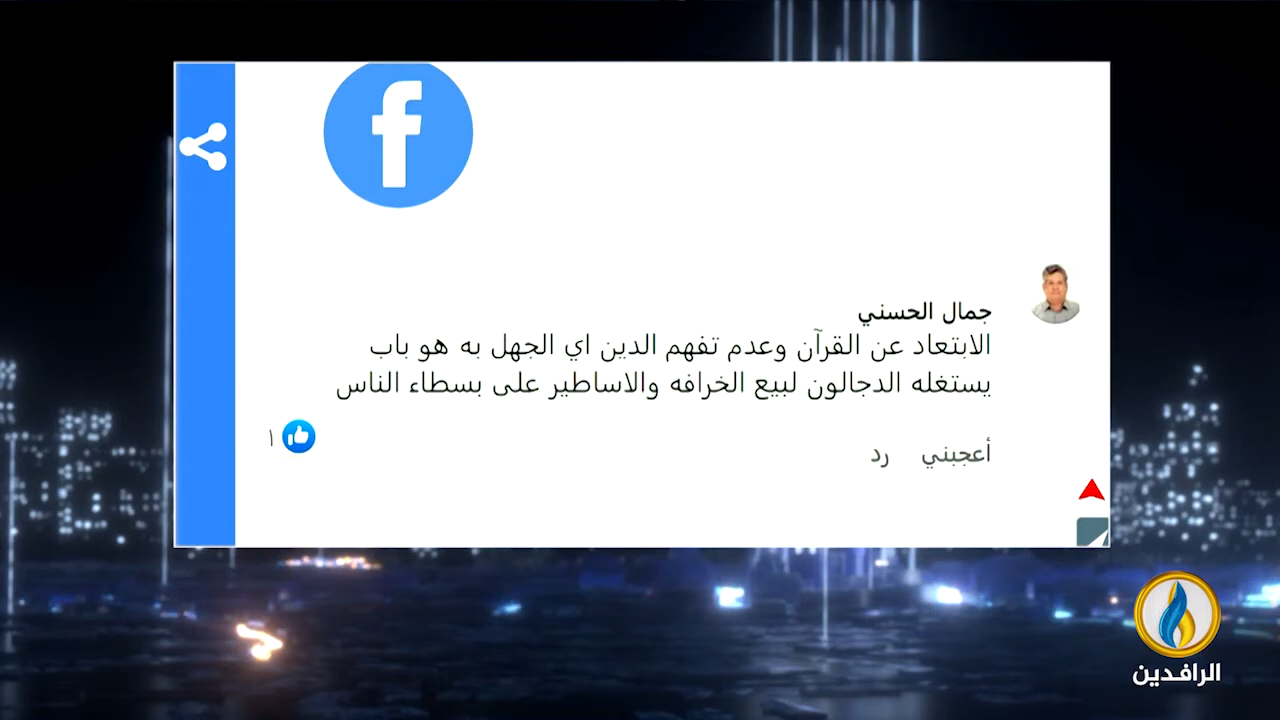 جمال الحسني
الابتعاد عن القرآن وعدم تفهم الدين اي الجهل به هو باب
يستغله الدجالون لبيع الخرافه والاساطير على بسطاء الناس
١
أعجبني رد
الرافدين